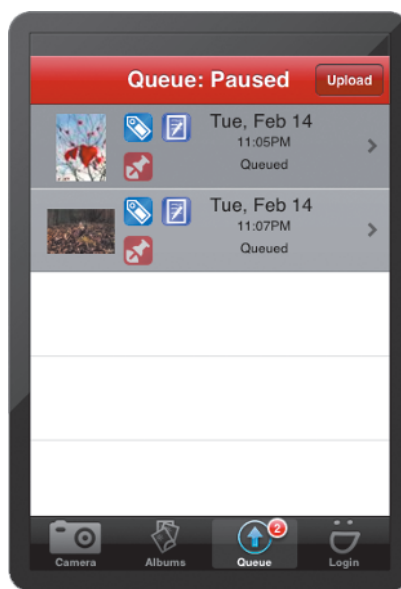 Queue: Paused
Upload
Tue, Feb 14
11:05PM
Queued
Tue, Feb 14
11:07PM
Queued
2
Camera
Albums
Queue
Login